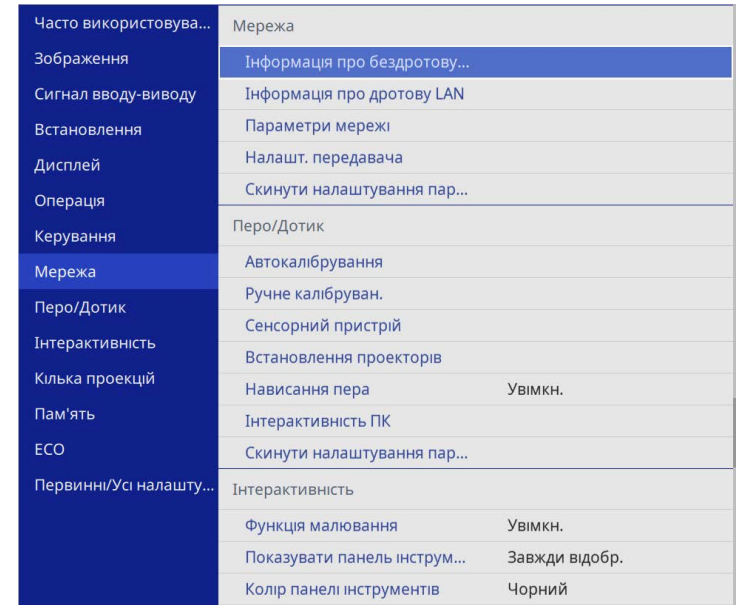 Часто використовува...
Зображення
Сигнал вводу-виводу
Встановлення
Дисплей
Операція
Керування
Мережа
Перо/Дотик
Інтерактивність
Кілька проекцій
Пам'ять
ECO
Первинні/Усі налашту...
Мережа
Інформація про бездротову...
Інформація про дротову LAN
Параметри мережі
Налашт. передавача
Скинути налаштування пар...
Перо/Дотик
Автокалібрування
Ручне калібруван.
Сенсорний пристрій
Встановлення проекторів
Нависання пера Увімкн.
Інтерактивність ПК
Скинути налаштування пар...
Інтерактивність
Функція малювання Увімкн.
Показувати панель інструм... Завжди відобр.
Колір панелі інструментів Чорний